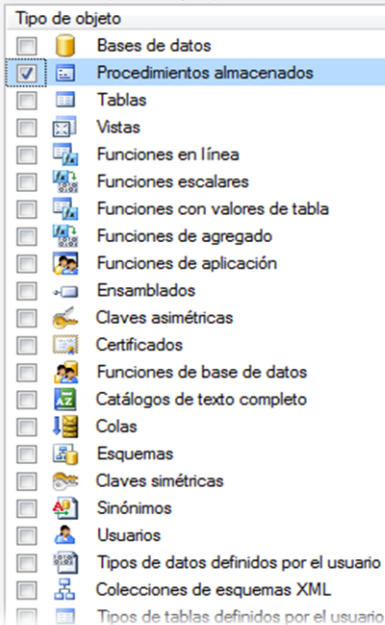 Tipo de objeto
Bases de datos
Procedimientos almacenados
Tablas
Vistas
Funciones en línea
Funciones escalares
Funciones con valores de tabla
Funciones de agregado
Funciones de aplicación
Ensamblados
Claves asimétricas
Certificados
Funciones de base de datos
Catálogos de texto completo
Colas
Esquemas
Claves simétricas
Sinónimos
Usuarios
Tipos de datos definidos por el usuario
Colecciones de esquemas XML
Tipos de tablas definidos por el usuario